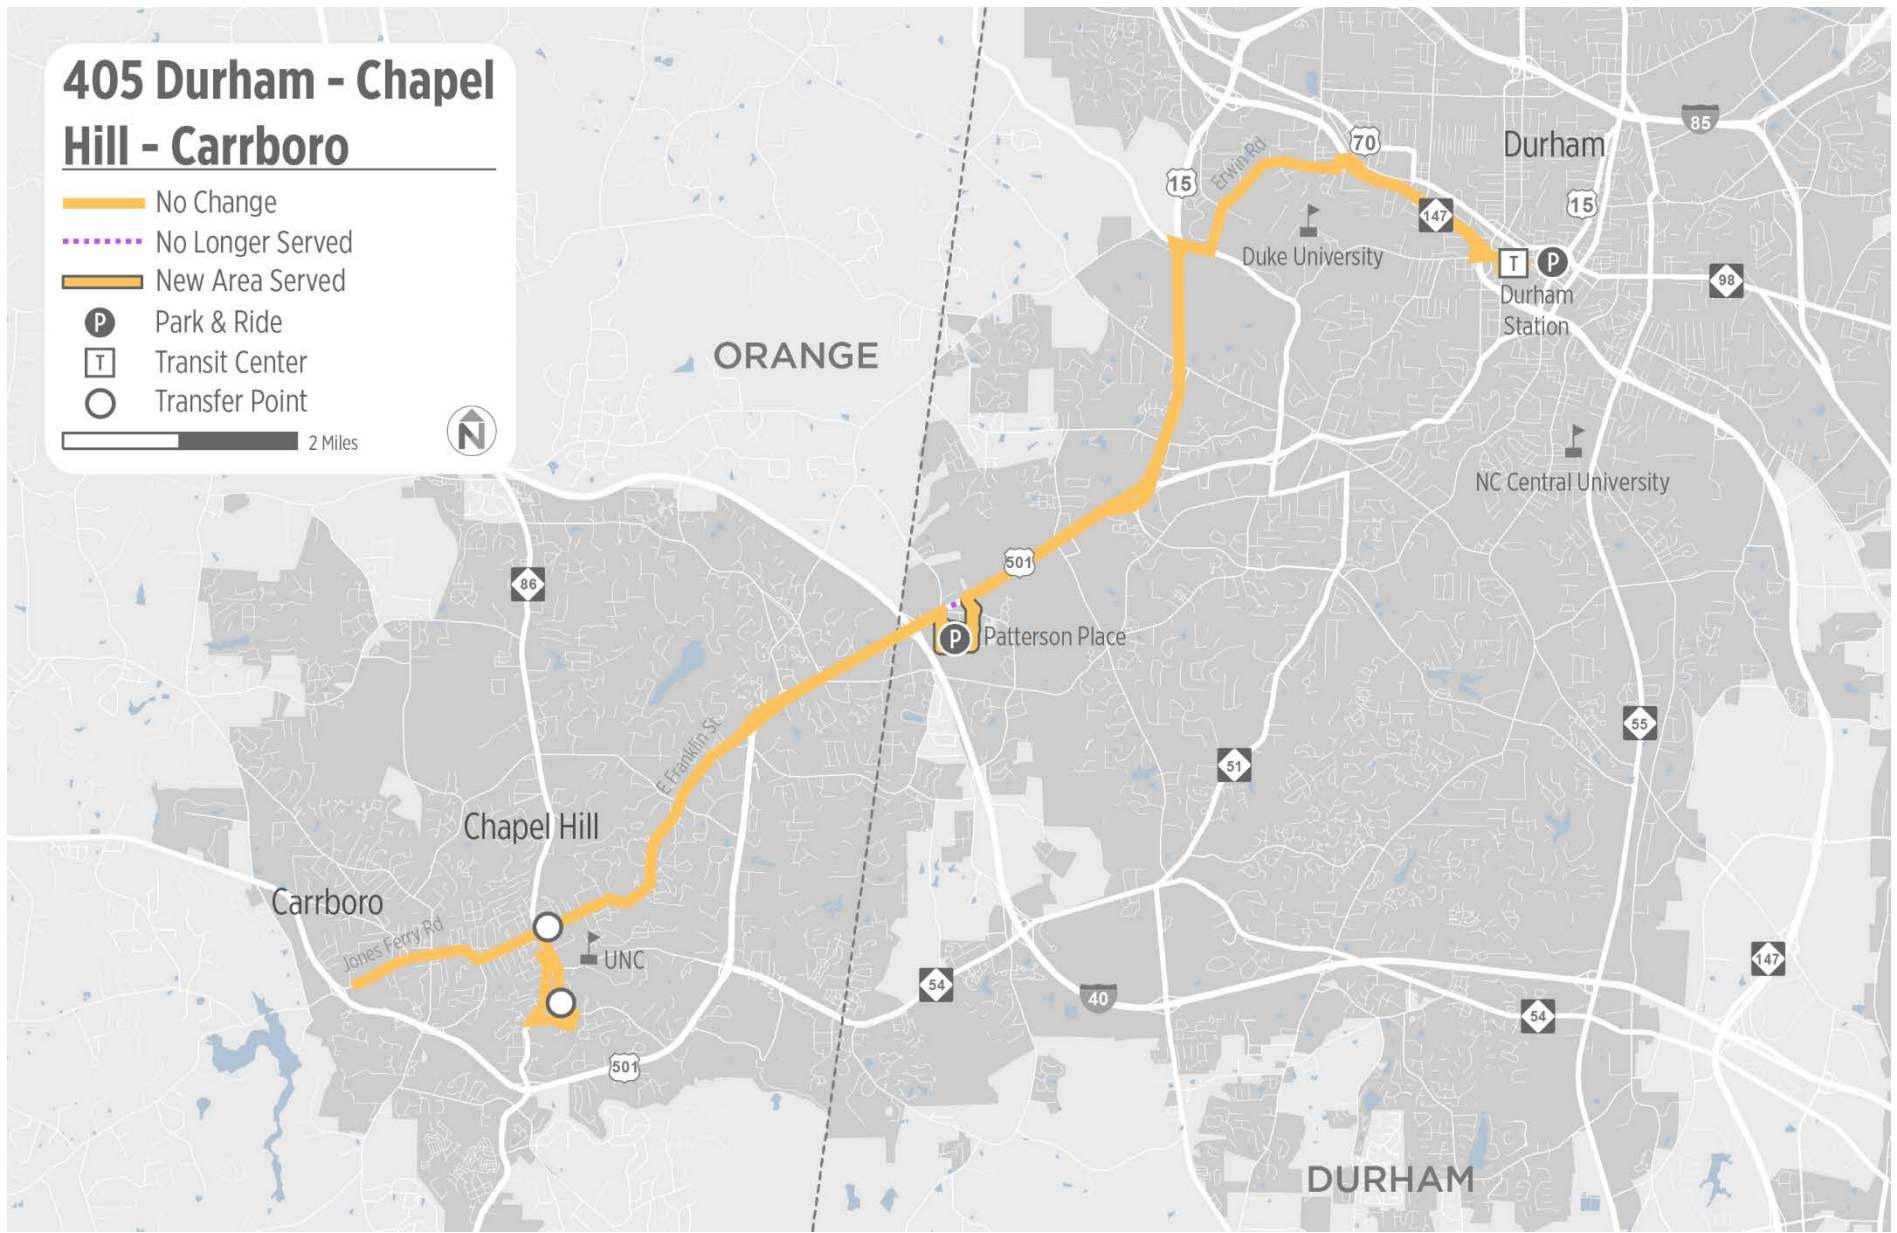 405 Durham - Chapel
Hill - Carrboro
No Change
No Longer Served
New Area Served
P
Park & Ride
T
Transit Center
Transfer Point
2 Miles
N
85
70
Durham
Erwin Rd
15
15
147
Duke University
T
P
98
Durham
Station
ORANGE
NC Central University
501
86
P
Patterson Place
E Franklin St
55
51
Chapel Hill
Carrboro
Jones Ferry Rd
UNC
147
54
40
54
501
DURHAM